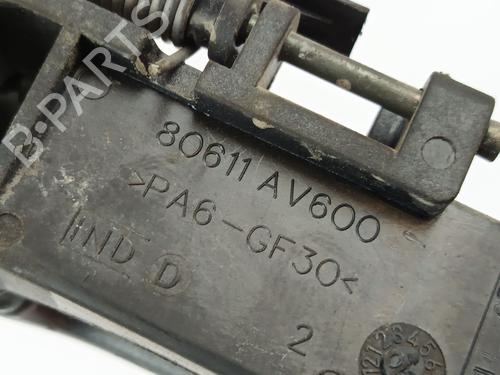 B-PARTS
80611 AV600
>PA6-GF30<
IND D
2